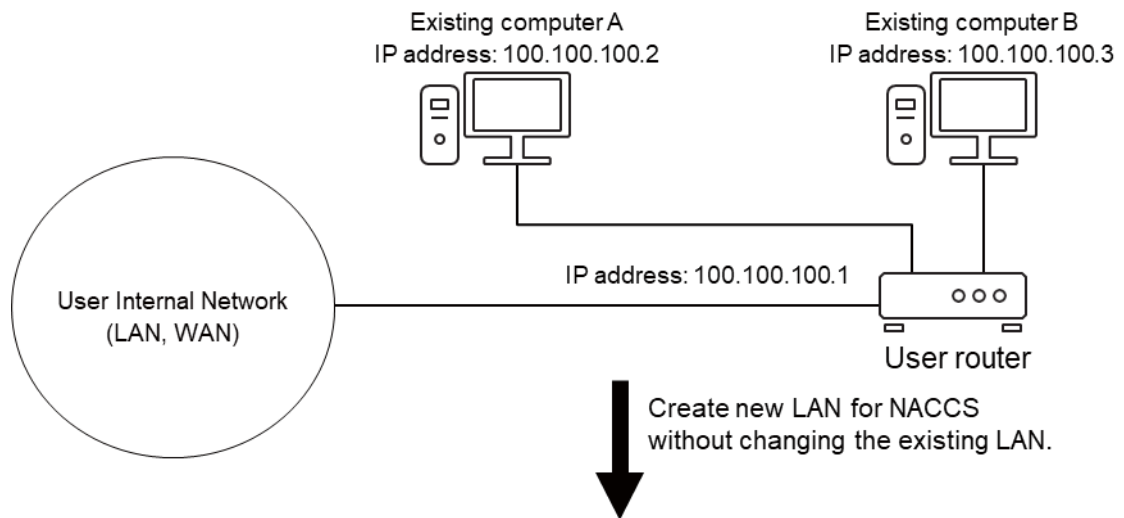 Existing computer A
IP address: 100.100.100.2
Existing computer B
IP address: 100.100.100.3
User Internal Network
(LAN, WAN)
IP address: 100.100.100.1
User router
Create new LAN for NACCS
without changing the existing LAN.